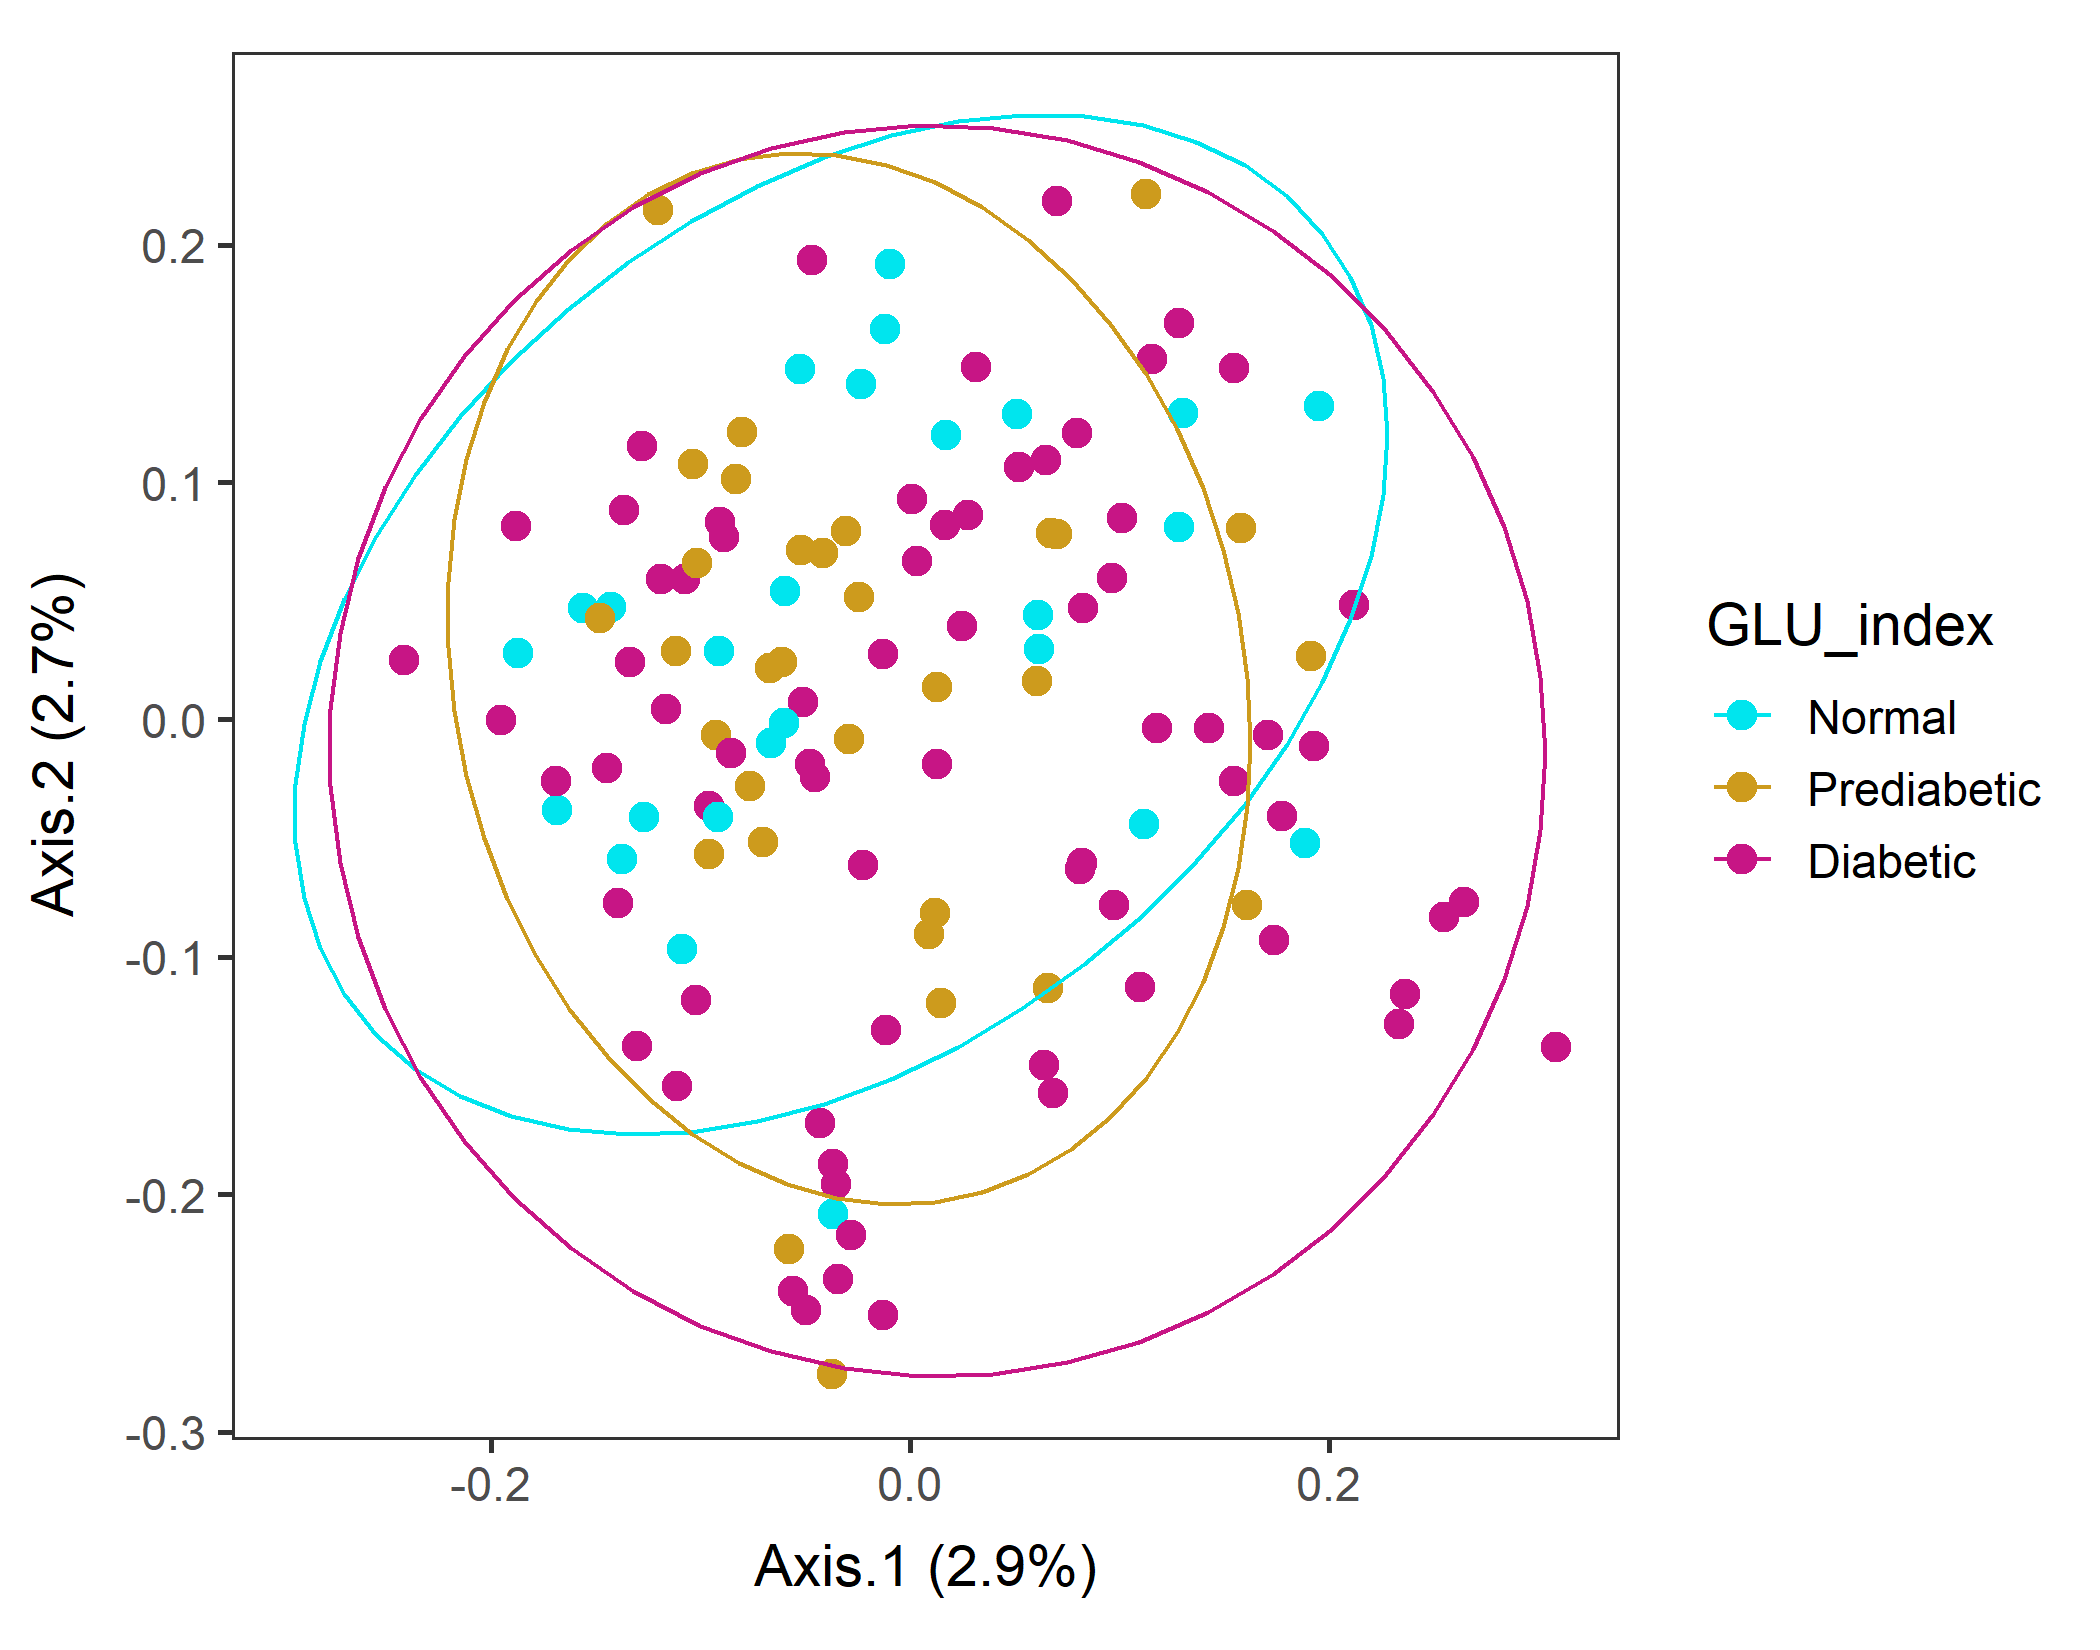 0.2
0.1
0.0
-0.1
-0.2
-0.3
Axis.2 (2.7%)
-0.2 0.0 0.2
Axis.1 (2.9%)
GLU_index
Normal
Prediabetic
Diabetic